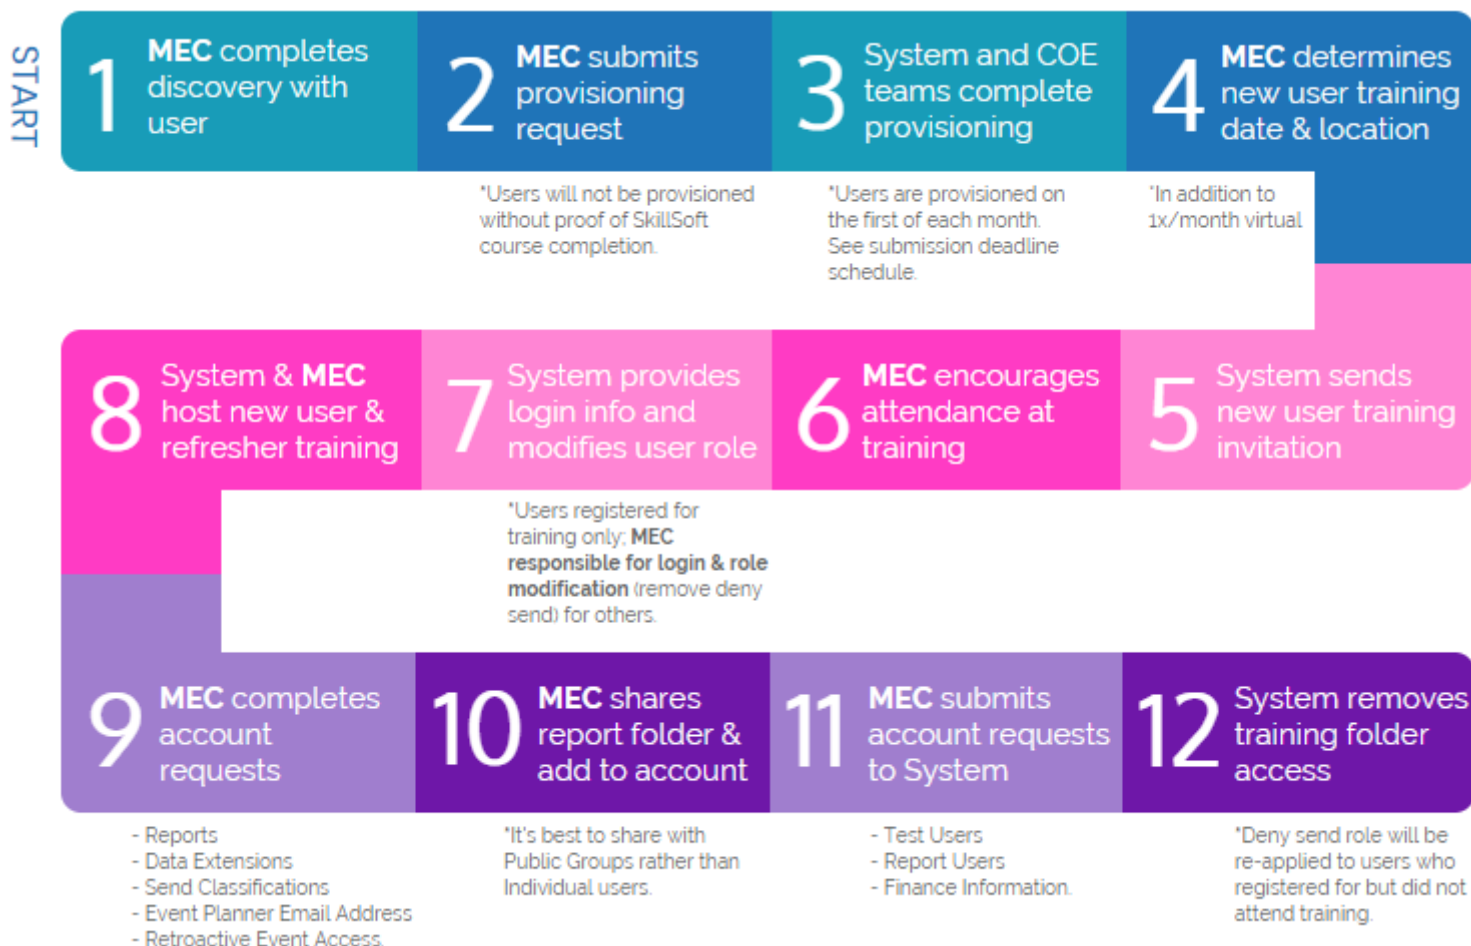 START
1 MEC completes
discovery with
user
2 MEC submits
provisioning
request
*Users will not be provisioned
without proof of SkillSoft
course completion.
3 System and COE
teams complete
provisioning
*Users are provisioned on
the first of each month.
See submission deadline
schedule.
4 MEC determines
new user training
date & location
*In addition to
1x/month virtual
5 System sends
new user training
invitation
6 MEC encourages
attendance at
training
7 System provides
login info and
modifies user role
*Users registered for
training only; MEC
responsible for login & role
modification (remove deny
send) for others.
8 System & MEC
host new user &
refresher training
9 MEC completes
account
requests
- Reports
- Data Extensions
- Send Classifications
- Event Planner Email Address
- Retroactive Event Access.
10 MEC shares
report folder &
add to account
*It's best to share with
Public Groups rather than
Individual users.
11 MEC submits
account requests
to System
- Test Users
- Report Users
- Finance Information.
12 System removes
training folder
access
*Deny send role will be
re-applied to users who
registered for but did not
attend training.